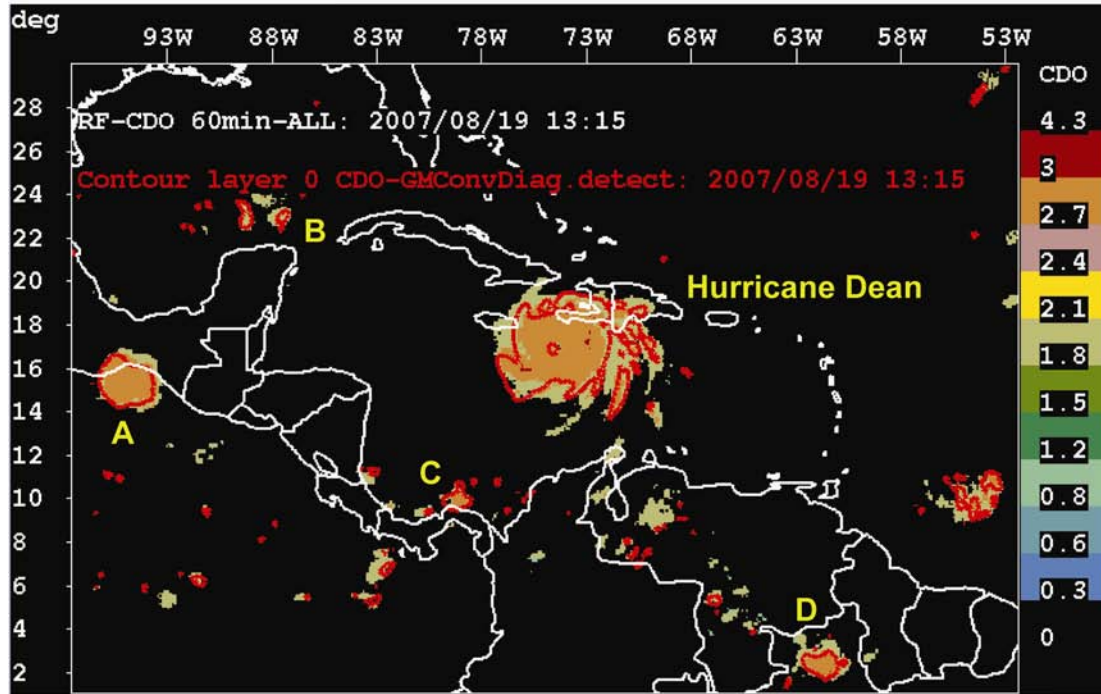 deg
93W 88W 83W 78W 73W 68W 63W 58W 53W
CDO
RF-CDO 60min-ALL: 2007/08/19 13:15
Contour layer 0 CDO-GMConvDiag.detect: 2007/08/19 13:15
28
26
24
22
20
18
16
14
12
10
8
6
4
2
B
Hurricane Dean
A
C
D
4.3
3
2.7
2.4
2.1
1.8
1.5
1.2
0.8
0.6
0.3
0